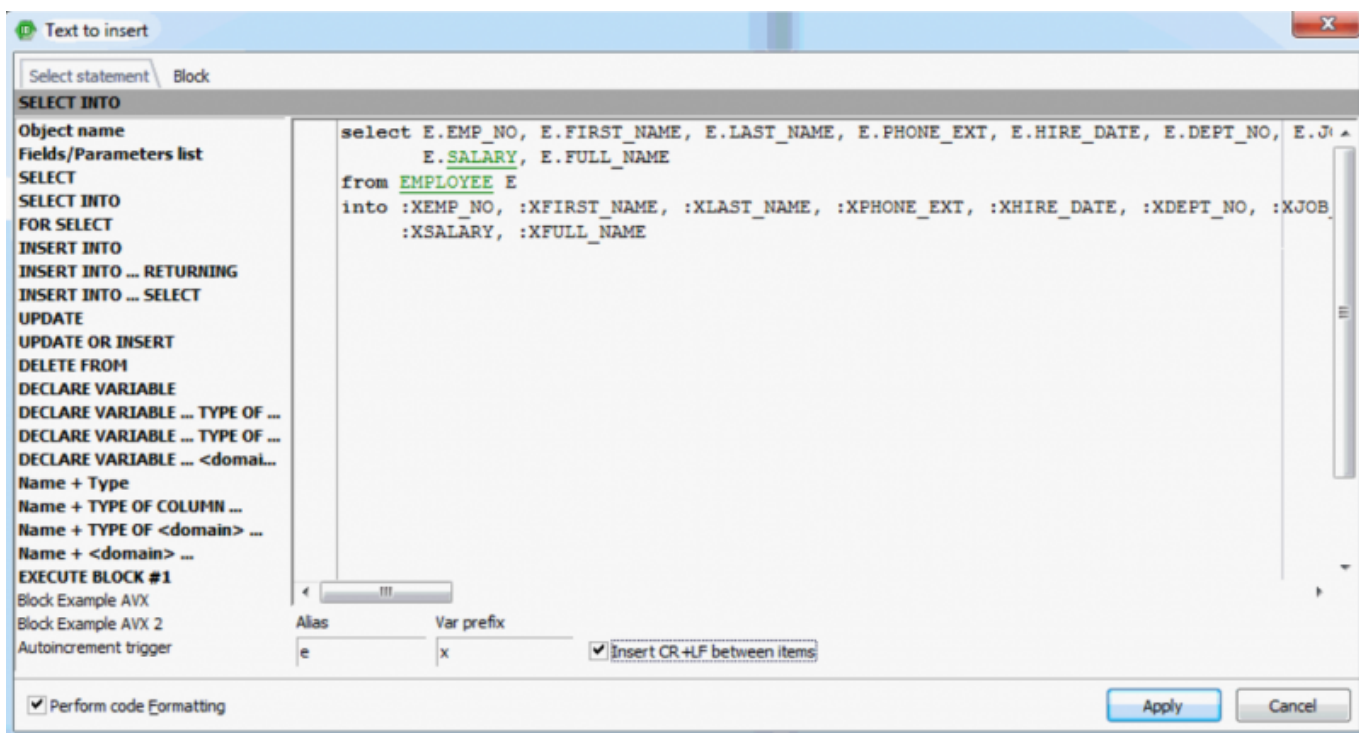 Text to insert
Select statement
Block
SELECT INTO
Object name
Fields/Parameters list
SELECT
SELECT INTO
FOR SELECT
INSERT INTO
INSERT INTO ... RETURNING
INSERT INTO ... SELECT
UPDATE
UPDATE OR INSERT
DELETE FROM
DECLARE VARIABLE
DECLARE VARIABLE ... TYPE OF ...
DECLARE VARIABLE ... TYPE OF ...
DECLARE VARIABLE ... <domai...
Name + Type
Name + TYPE OF COLUMN ...
Name + TYPE OF <domain> ...
Name + <domain> ...
EXECUTE BLOCK #1
Block Example AVX
Block Example AVX 2
Autoincrement trigger
select E.EMP_NO, E.FIRST_NAME, E.LAST_NAME, E.PHONE_EXT, E.HIRE_DATE, E.DEPT_NO,
E.SALARY, E.FULL_NAME
from EMPLOYEE E
into :XEMP_NO, :XFIRST_NAME, :XLAST_NAME, :XPHONE_EXT, :XHIRE_DATE, :XDEPT_NO, :XJOB_
:XSALARY, :XFULL_NAME
Alias
Var prefix
e
x
Insert CR+LF between items
Perform code Formatting
Apply
Cancel